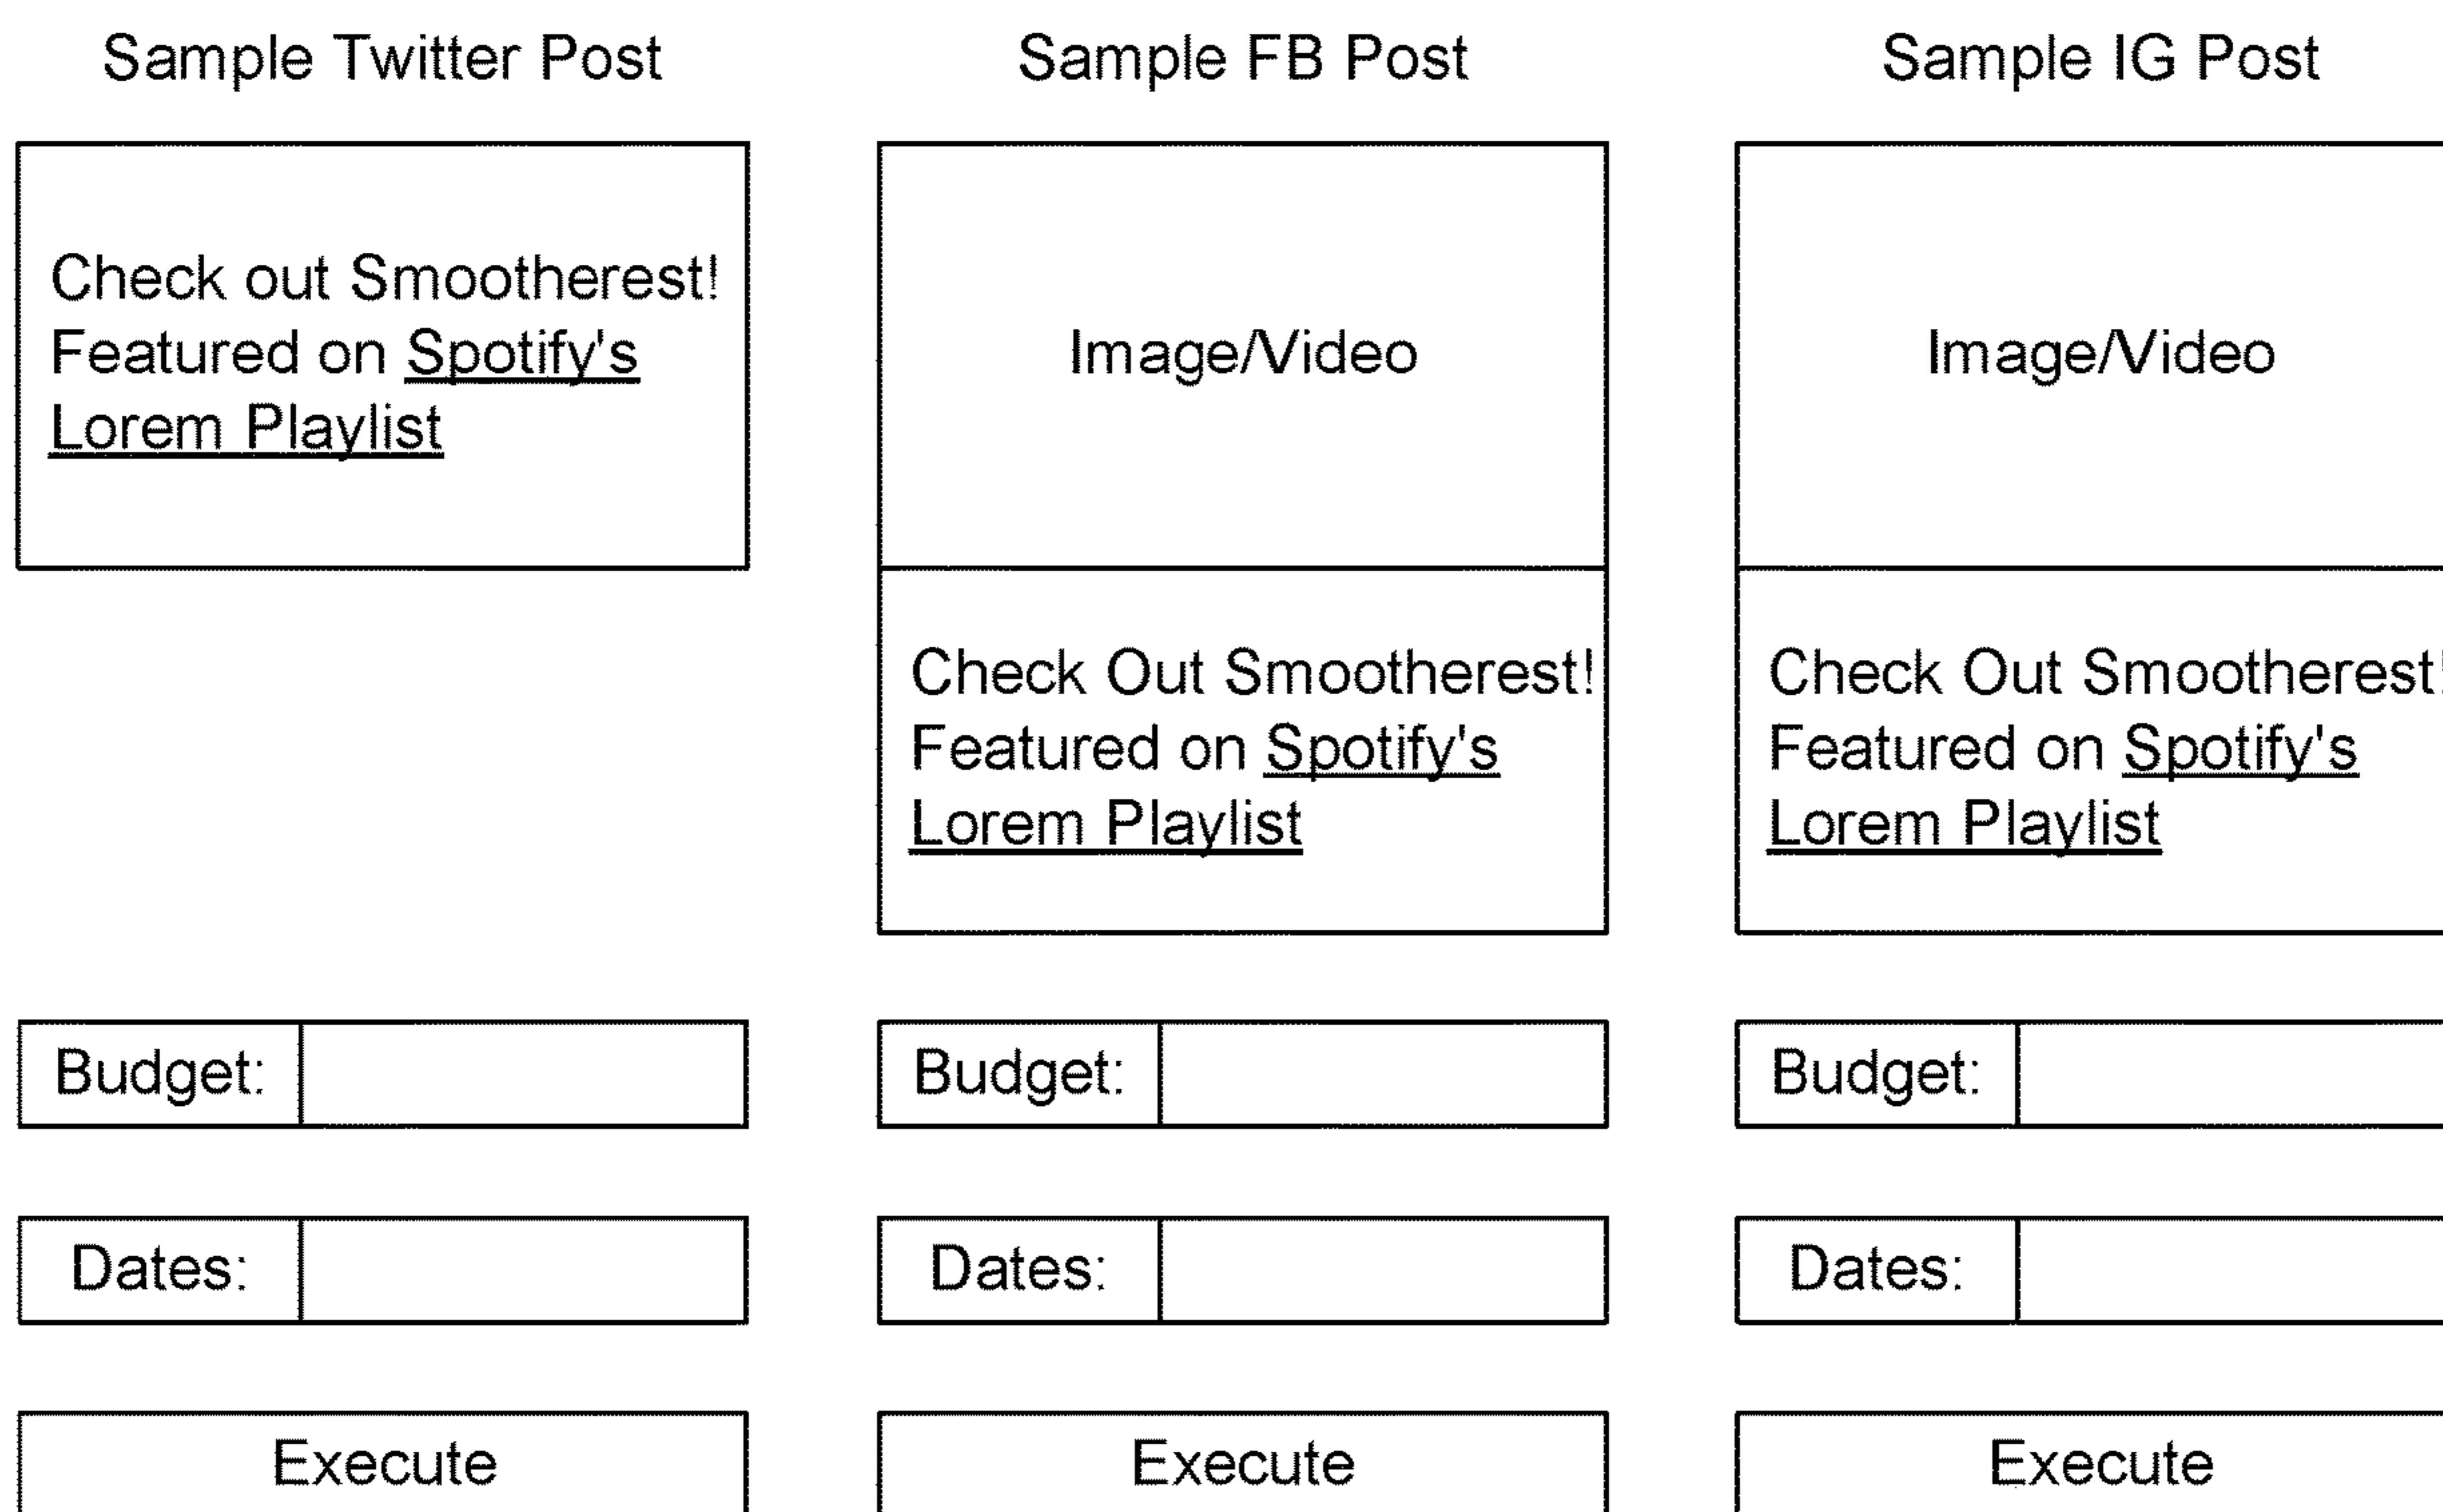 Sample Twitter Post
Check out Smootherest!
Featured on Spotify's
Lorem Playlist
Budget:
Dates:
Execute
Sample FB Post
Image/Video
Check Out Smootherest!
Featured on Spotify's
Lorem Playlist
Budget:
Dates:
Execute
Sample IG Post
Image/Video
Check Out Smootherest!
Featured on Spotify's
Lorem Playlist
Budget:
Dates:
Execute